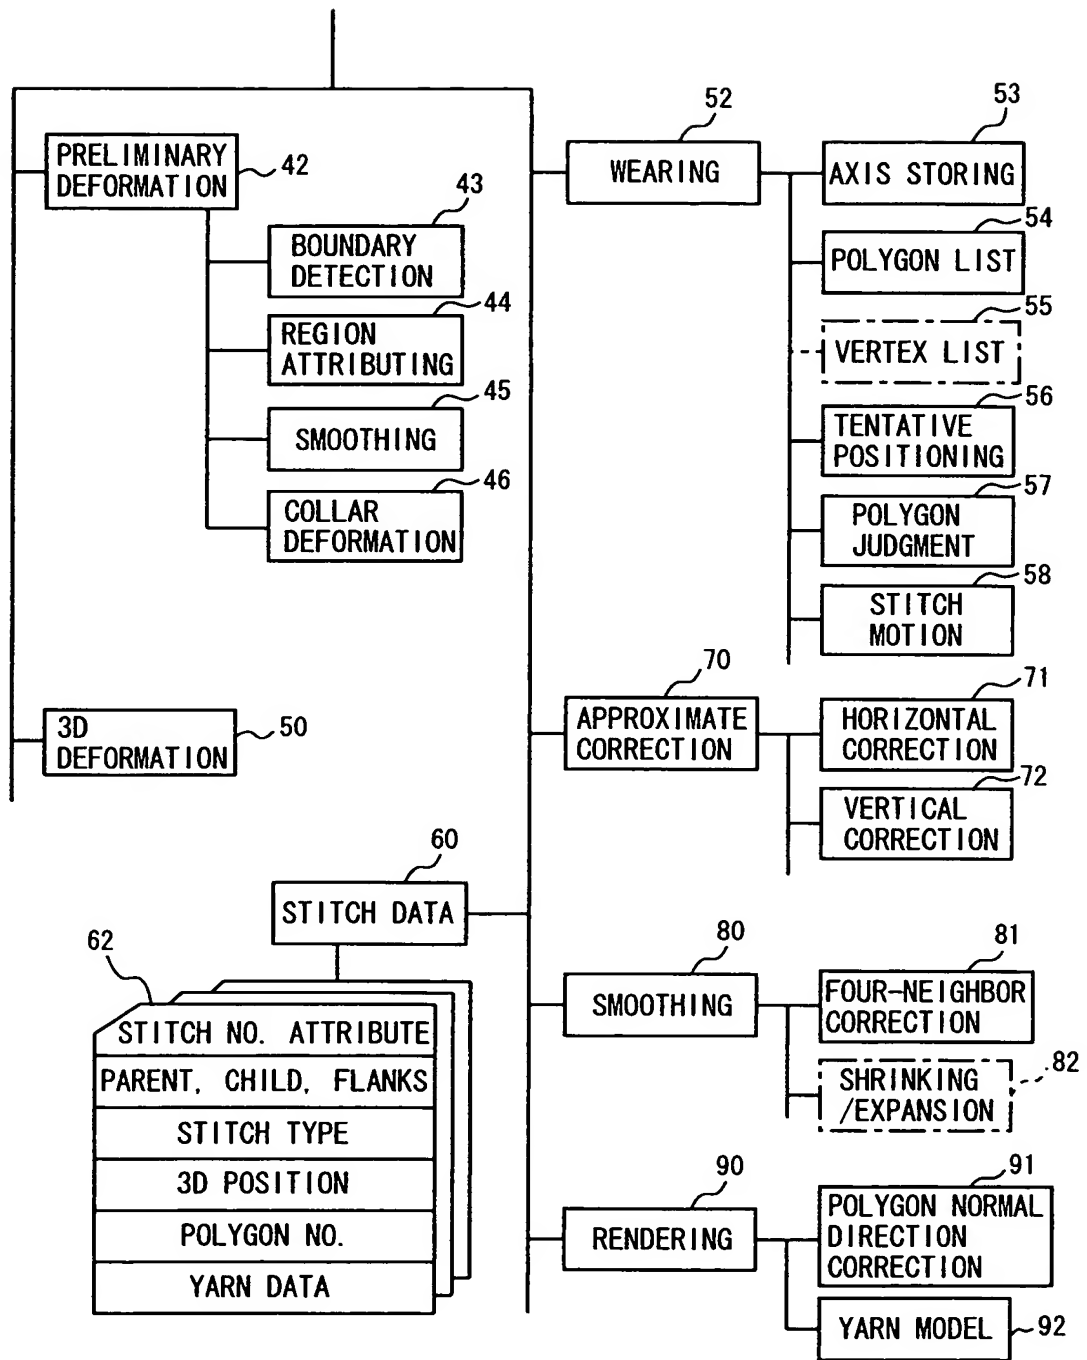 PRELIMINARY
DEFORMATION
42
43
BOUNDARY
DETECTION
44
REGION
ATTRIBUTING
45
SMOOTHING
46
COLLAR
DEFORMATION
3D
DEFORMATION
50
60
STITCH DATA
62
STITCH NO. ATTRIBUTE
PARENT, CHILD, FLANKS
STITCH TYPE
3D POSITION
POLYGON NO.
YARN DATA
52
WEARING
53
AXIS STORING
54
POLYGON LIST
55
VERTEX LIST
56
TENTATIVE
POSITIONING
57
POLYGON
JUDGMENT
58
STITCH
MOTION
70
APPROXIMATE
CORRECTION
71
HORIZONTAL
CORRECTION
72
VERTICAL
CORRECTION
80
SMOOTHING
81
FOUR-NEIGHBOR
CORRECTION
SHRINKING
/EXPANSION
82
90
RENDERING
91
POLYGON NORMAL
DIRECTION
CORRECTION
YARN MODEL
92